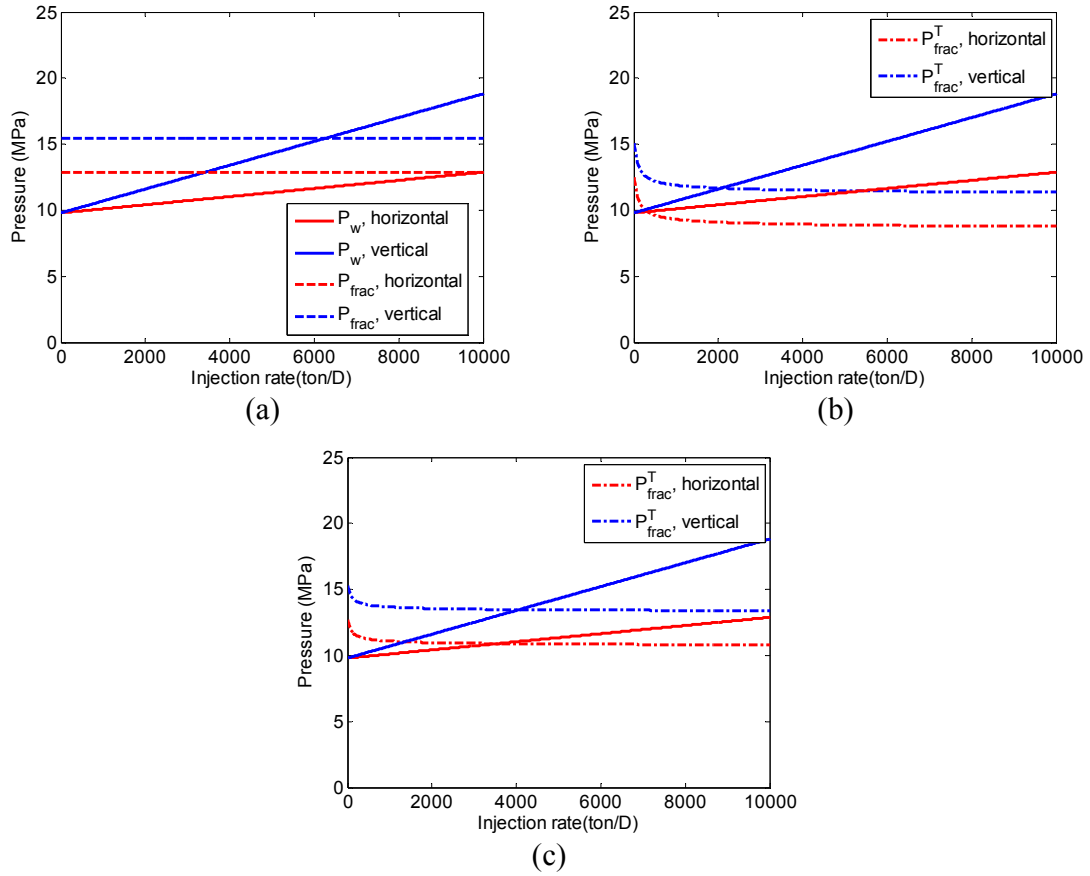 25
20
15
10
5
0
Pressure (MPa)
P_w, horizontal
P_w, vertical
P_frac, horizontal
P_frac, vertical
0 2000 4000 6000 8000 10000
Injection rate(ton/D)
(a)
25
20
15
10
5
0
Pressure (MPa)
P^T_frac, horizontal
P^T_frac, vertical
0 2000 4000 6000 8000 10000
Injection rate(ton/D)
(b)
25
20
15
10
5
0
Pressure (MPa)
P^T_frac, horizontal
P^T_frac, vertical
0 2000 4000 6000 8000 10000
Injection rate(ton/D)
(c)